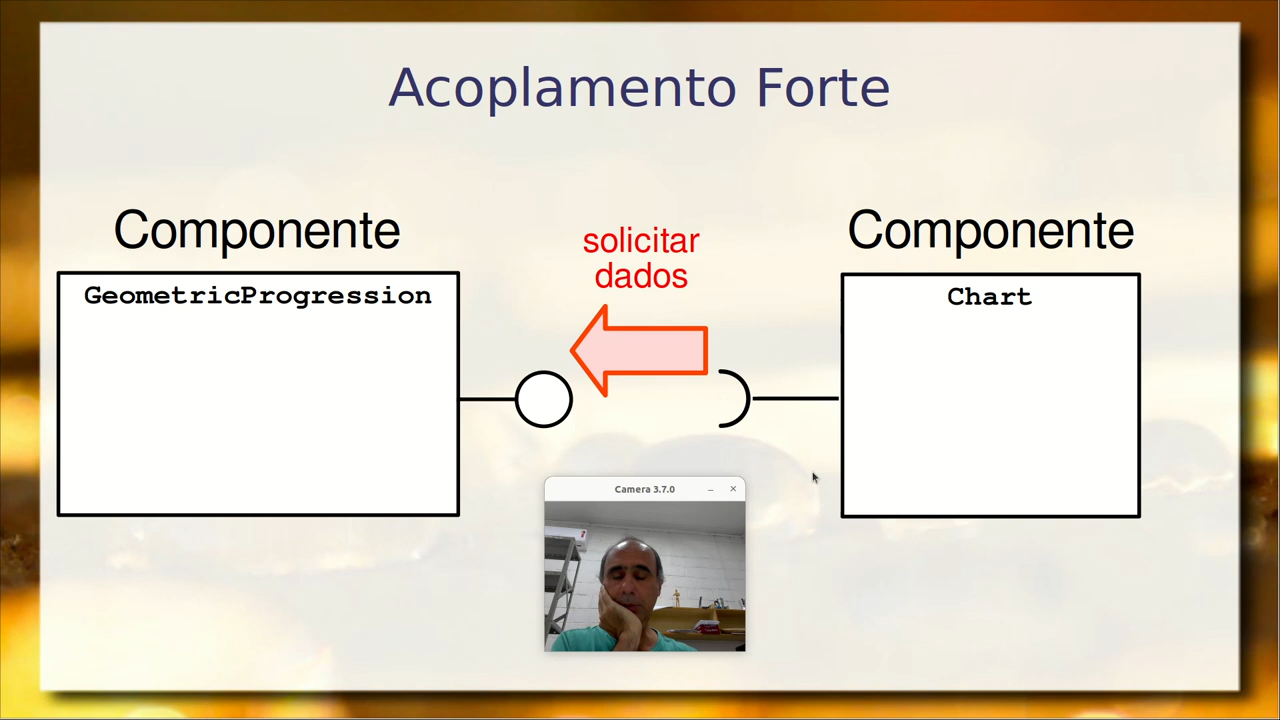 Acoplamento Forte
Componente
solicitar
dados
Componente
GeometricProgression
Chart
Camera 3.7.0